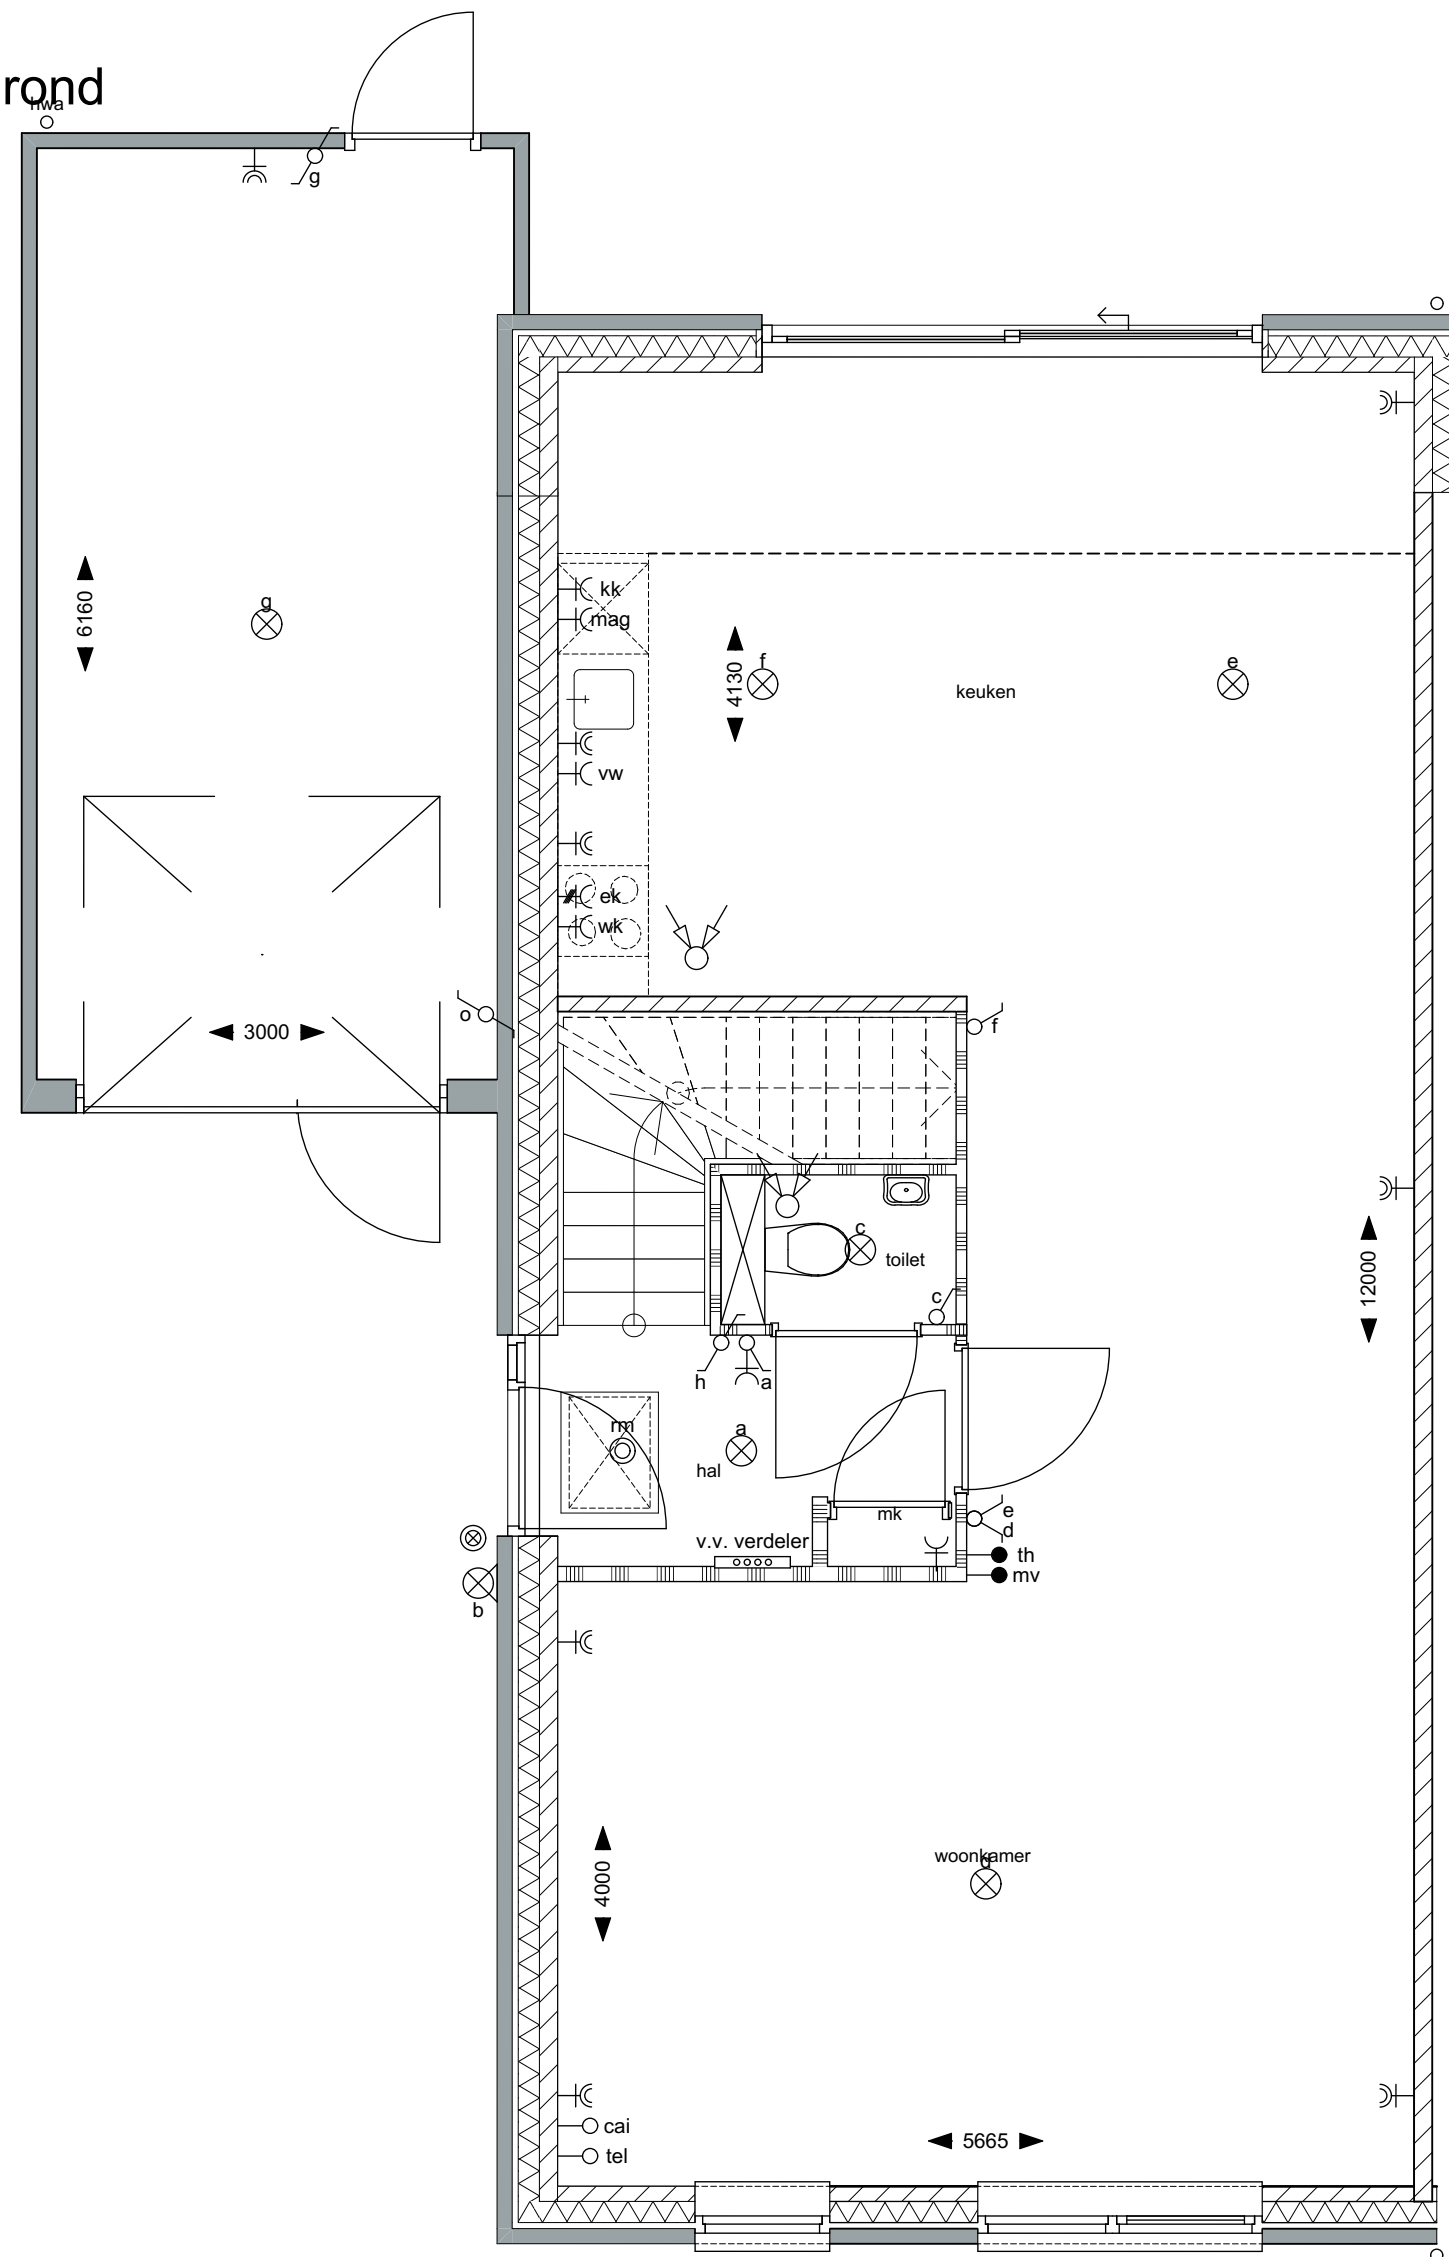 rond
hwa
g
kk
mag
6160
g
f
4130
e
keuken
vw
ek
wk
o
3000
f
c
toilet
c
12000
h
a
rm
a
hal
mk
e
d
v.v. verdeler
th
mv
b
woonkamer
d
4000
cai
tel
5665